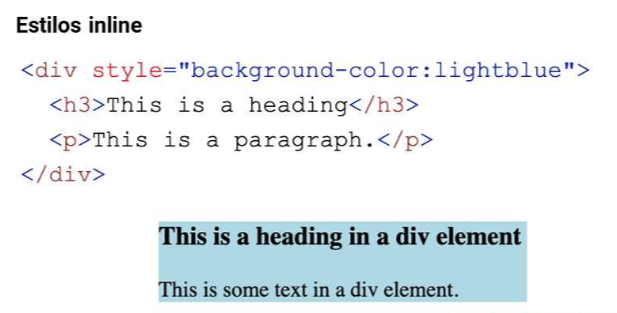 Estilos inline
<div style="background-color:lightblue">
<h3>This is a heading</h3>
<p>This is a paragraph.</p>
</div>
This is a heading in a div element
This is some text in a div element.